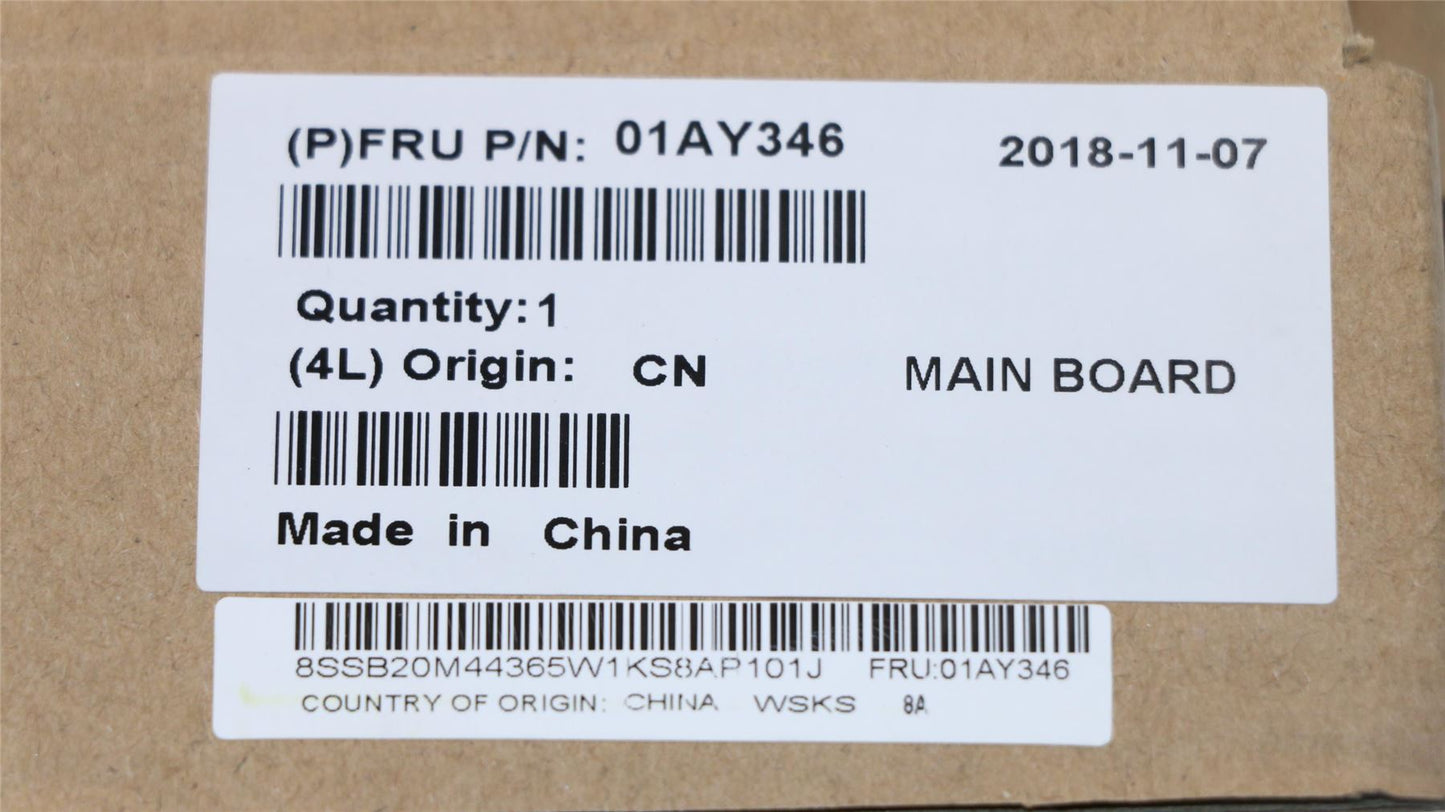 (P)FRU P/N: 01AY346 2018-11-07
Quantity:1
(4L) Origin: CN MAIN BOARD
Made in China
8SSB20M44365W1KS8AP101J FRU:01AY346
COUNTRY OF ORIGIN: CHINA WSKS 8A